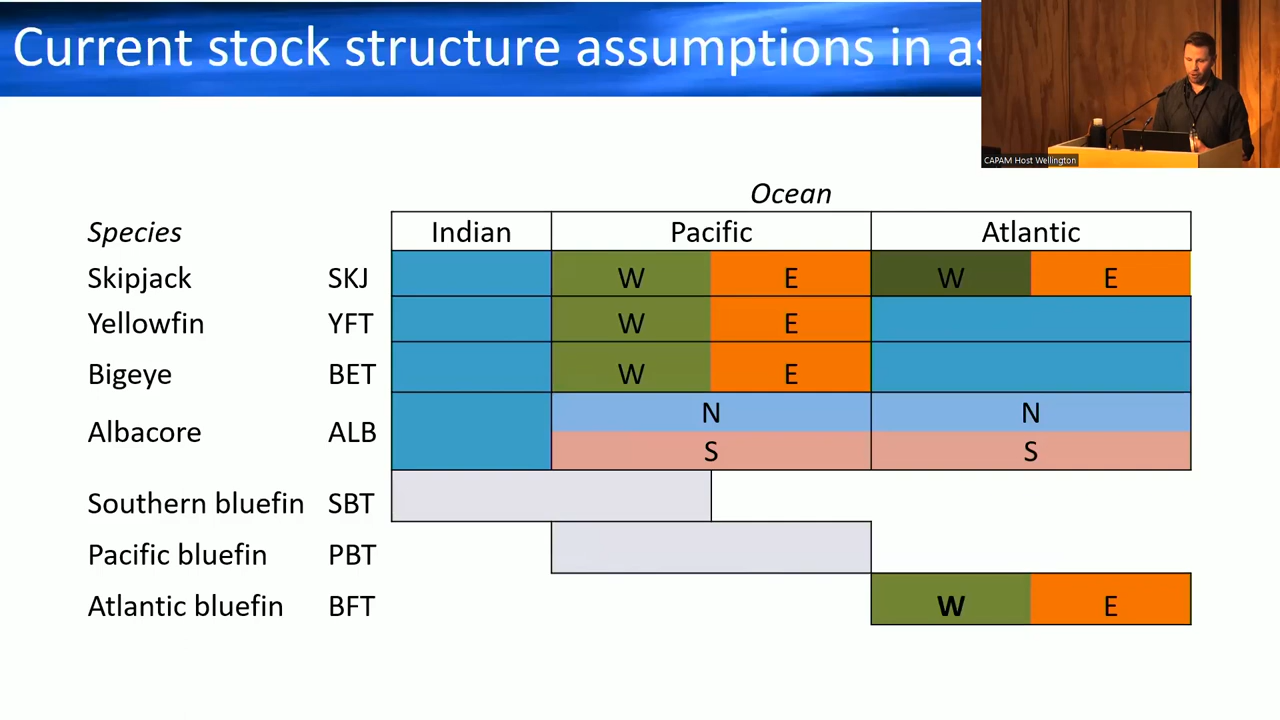 Current stock structure assumptions in as
CAPAM Host Wellington
Ocean
Species Indian Pacific Atlantic
Skipjack SKJ W E W E
Yellowfin YFT W E
Bigeye BET W E
Albacore ALB N N
S S
Southern bluefin SBT
Pacific bluefin PBT
Atlantic bluefin BFT W E